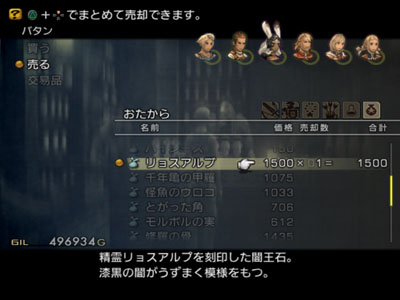 ?+でまとめて売却できます。
バタン
買う
売る
交易品
おたから
名前 価格 売却数 合計
リョスアルブ 1500×01= 1500
千年亀の甲羅 1075
怪魚のウロコ 1033
とがった角 706
モルボルの実 612
1435
GIL 496934G
精霊リョスアルブを刻印した闇王石。
漆黒の闇がうずまく模様をもつ。